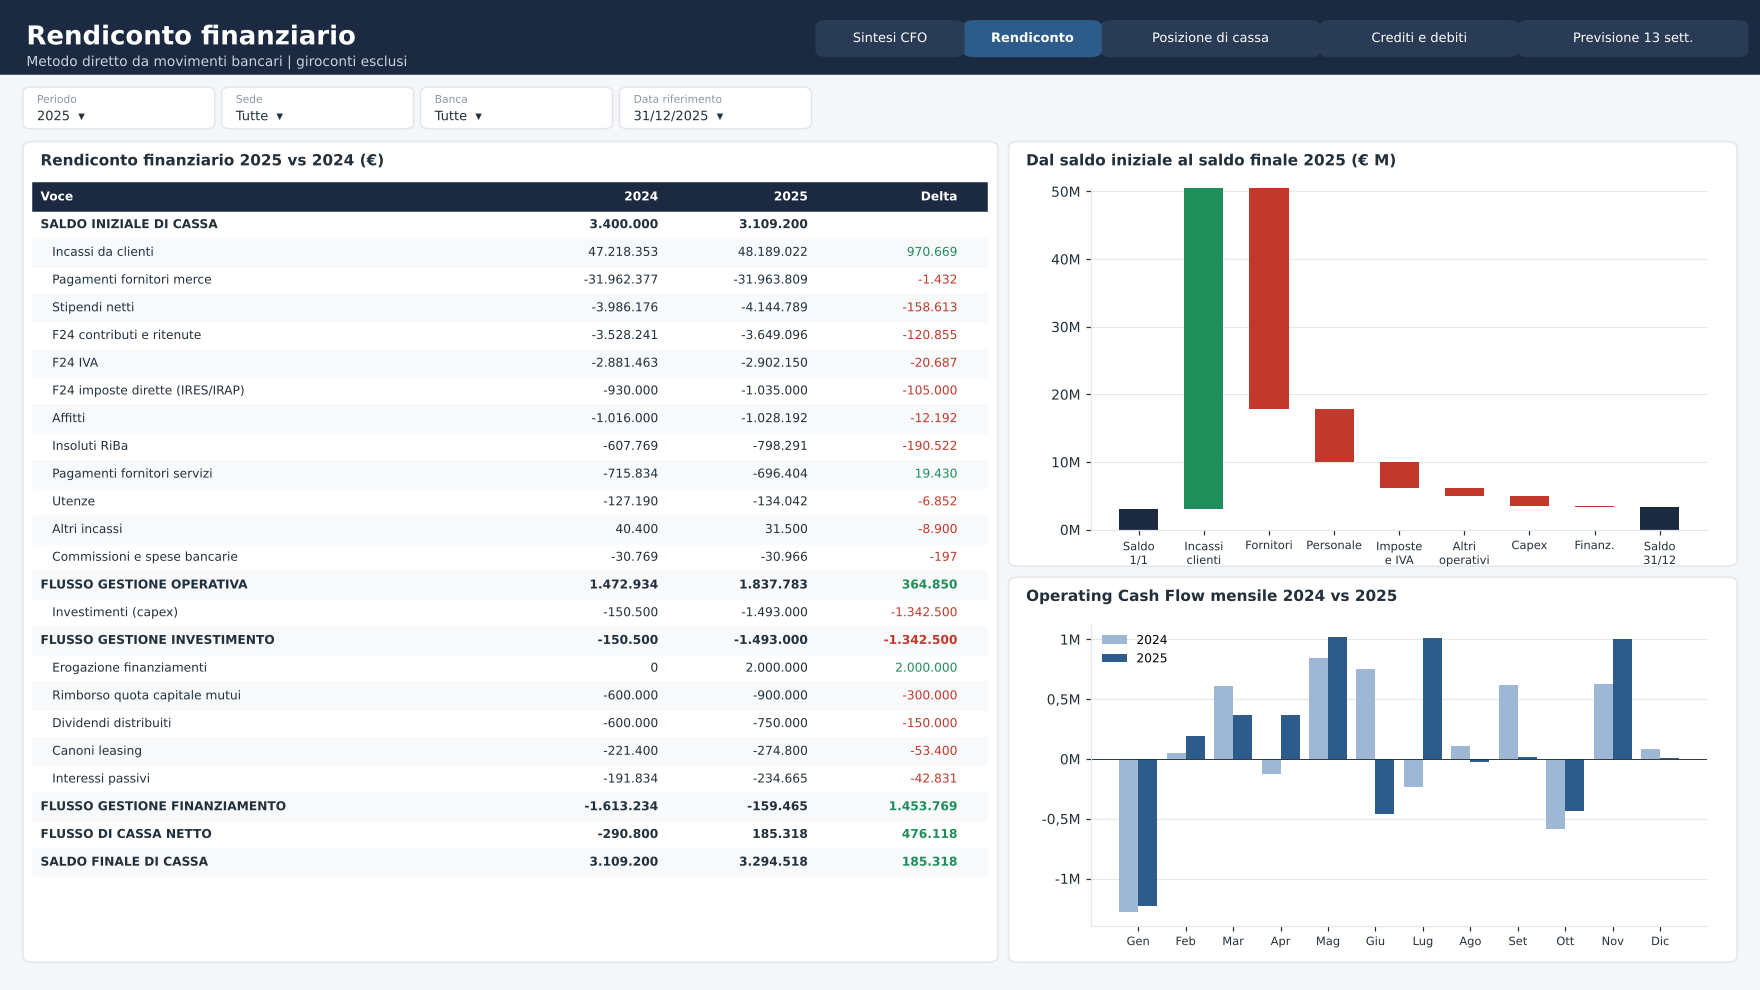 Rendiconto finanziario
Metodo diretto da movimenti bancari | giroconti esclusi
Sintesi CFO
Rendiconto
Posizione di cassa
Crediti e debiti
Previsione 13 sett.
Periodo
2025 ▾
Sede
Tutte ▾
Banca
Tutte ▾
Data riferimento
31/12/2025 ▾
Rendiconto finanziario 2025 vs 2024 (€)
Voce 2024 2025 Delta
SALDO INIZIALE DI CASSA 3.400.000 3.109.200
Incassi da clienti 47.218.353 48.189.022 970.669
Pagamenti fornitori merce -31.962.377 -31.963.809 -1.432
Stipendi netti -3.986.176 -4.144.789 -158.613
F24 contributi e ritenute -3.528.241 -3.649.096 -120.855
F24 IVA -2.881.463 -2.902.150 -20.687
F24 imposte dirette (IRES/IRAP) -930.000 -1.035.000 -105.000
Affitti -1.016.000 -1.028.192 -12.192
Insoluti RiBa -607.769 -798.291 -190.522
Pagamenti fornitori servizi -715.834 -696.404 19.430
Utenze -127.190 -134.042 -6.852
Altri incassi 40.400 31.500 -8.900
Commissioni e spese bancarie -30.769 -30.966 -197
FLUSSO GESTIONE OPERATIVA 1.472.934 1.837.783 364.850
Investimenti (capex) -150.500 -1.493.000 -1.342.500
FLUSSO GESTIONE INVESTIMENTO -150.500 -1.493.000 -1.342.500
Erogazione finanziamenti 0 2.000.000 2.000.000
Rimborso quota capitale mutui -600.000 -900.000 -300.000
Dividendi distribuiti -600.000 -750.000 -150.000
Canoni leasing -221.400 -274.800 -53.400
Interessi passivi -191.834 -234.665 -42.831
FLUSSO GESTIONE FINANZIAMENTO -1.613.234 -159.465 1.453.769
FLUSSO DI CASSA NETTO -290.800 185.318 476.118
SALDO FINALE DI CASSA 3.109.200 3.294.518 185.318
Dal saldo iniziale al saldo finale 2025 (€ M)
50M
40M
30M
20M
10M
0M
Saldo 1/1
Incassi clienti
Fornitori
Personale
Imposte e IVA
Altri operativi
Capex
Finanz.
Saldo 31/12
Operating Cash Flow mensile 2024 vs 2025
2024
2025
1M
0,5M
0M
-0,5M
-1M
Gen Feb Mar Apr Mag Giu Lug Ago Set Ott Nov Dic